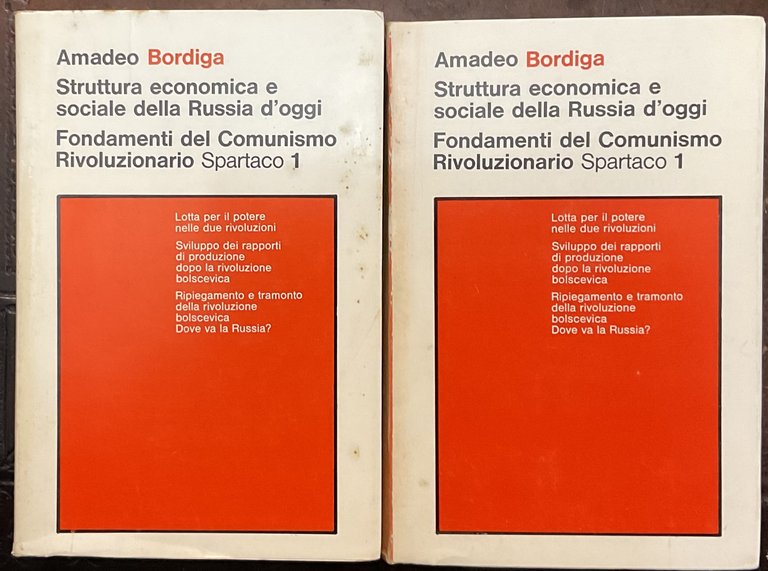 Amadeo Bordiga
Struttura economica e
sociale della Russia d'oggi
Fondamenti del Comunismo
Rivoluzionario Spartaco 1
Lotta per il potere
nelle due rivoluzioni
Sviluppo dei rapporti
di produzione
dopo la rivoluzione
bolscevica
Ripiegamento e tramonto
della rivoluzione
bolscevica
Dove va la Russia?
Amadeo Bordiga
Struttura economica e
sociale della Russia d'oggi
Fondamenti del Comunismo
Rivoluzionario Spartaco 1
Lotta per il potere
nelle due rivoluzioni
Sviluppo dei rapporti
di produzione
dopo la rivoluzione
bolscevica
Ripiegamento e tramonto
della rivoluzione
bolscevica
Dove va la Russia?